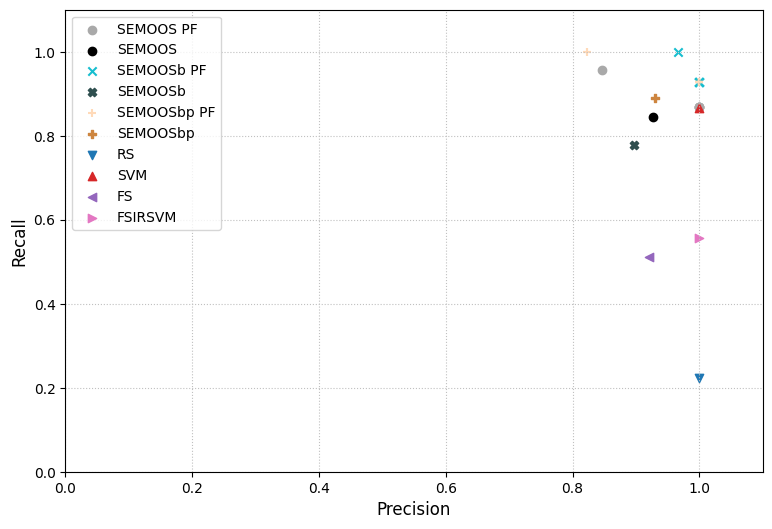 SEMOOS PF
SEMOOS
SEMOOSb PF
SEMOOSb
SEMOOSbp PF
SEMOOSbp
RS
SVM
FS
FSIRSVM
1.0
0.8
0.6
0.4
0.2
0.0
Recall
0.0 0.2 0.4 0.6 0.8 1.0
Precision